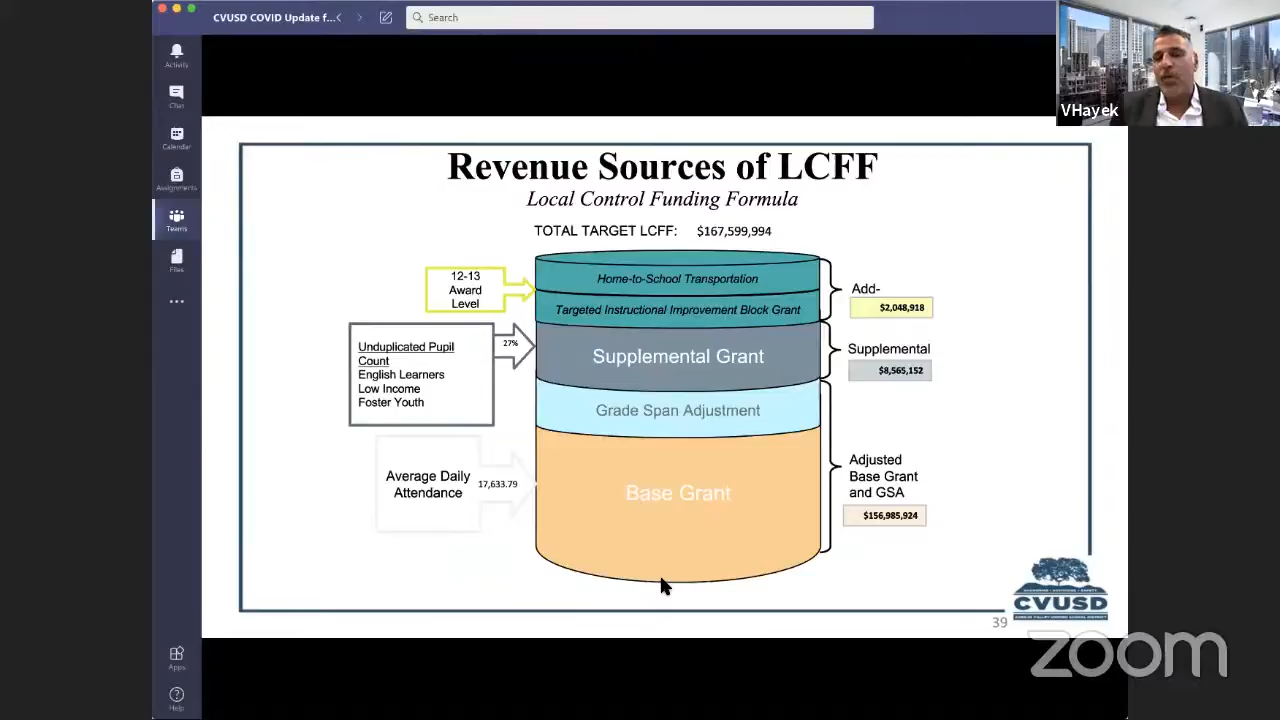 CVUSD COVID Update f...
Search
VHayek
Activity
Chat
Calendar
Assignments
Teams
Files
Apps
Help
Revenue Sources of LCFF
Local Control Funding Formula
TOTAL TARGET LCFF: $167,599,994
12-13
Award
Level
Home-to-School Transportation
Targeted Instructional Improvement Block Grant
Add-
$2,048,918
Unduplicated Pupil
Count
English Learners
Low Income
Foster Youth
27%
Supplemental Grant
Supplemental
$8,565,152
Grade Span Adjustment
Average Daily
Attendance
17,633.79
Base Grant
Adjusted
Base Grant
and GSA
$156,985,924
CVUSD
39
zoom